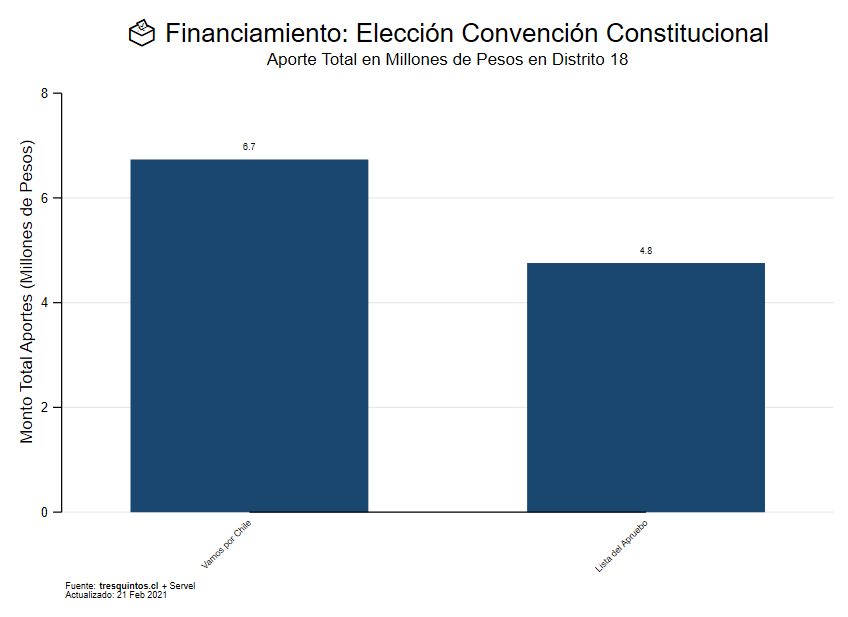 Financiamiento: Elección Convención Constitucional
Aporte Total en Millones de Pesos en Distrito 18
Monto Total Aportes (Millones de Pesos)
8
6
4
2
0
6.7
4.8
Vamos por Chile
Lista del Apruebo
Fuente: tresquintos.cl + Servel
Actualizado: 21 Feb 2021